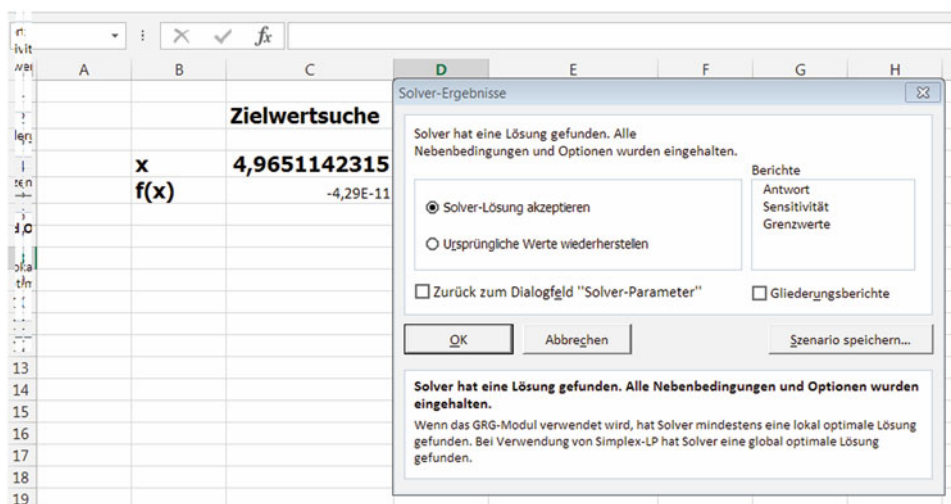 fx
A B C D E F G H
Zielwertsuche
x 4,9651142315
f(x) -4,29E-11
13
14
15
16
17
18
19
Solver-Ergebnisse
Solver hat eine Lösung gefunden. Alle
Nebenbedingungen und Optionen wurden eingehalten.
Solver-Lösung akzeptieren
Ursprüngliche Werte wiederherstellen
Berichte
Antwort
Sensitivität
Grenzwerte
Zurück zum Dialogfeld "Solver-Parameter"
Gliederungsberichte
OK Abbrechen Szenario speichern...
Solver hat eine Lösung gefunden. Alle Nebenbedingungen und Optionen wurden
eingehalten.
Wenn das GRG-Modul verwendet wird, hat Solver mindestens eine lokal optimale Lösung
gefunden. Bei Verwendung von Simplex-LP hat Solver eine global optimale Lösung
gefunden.